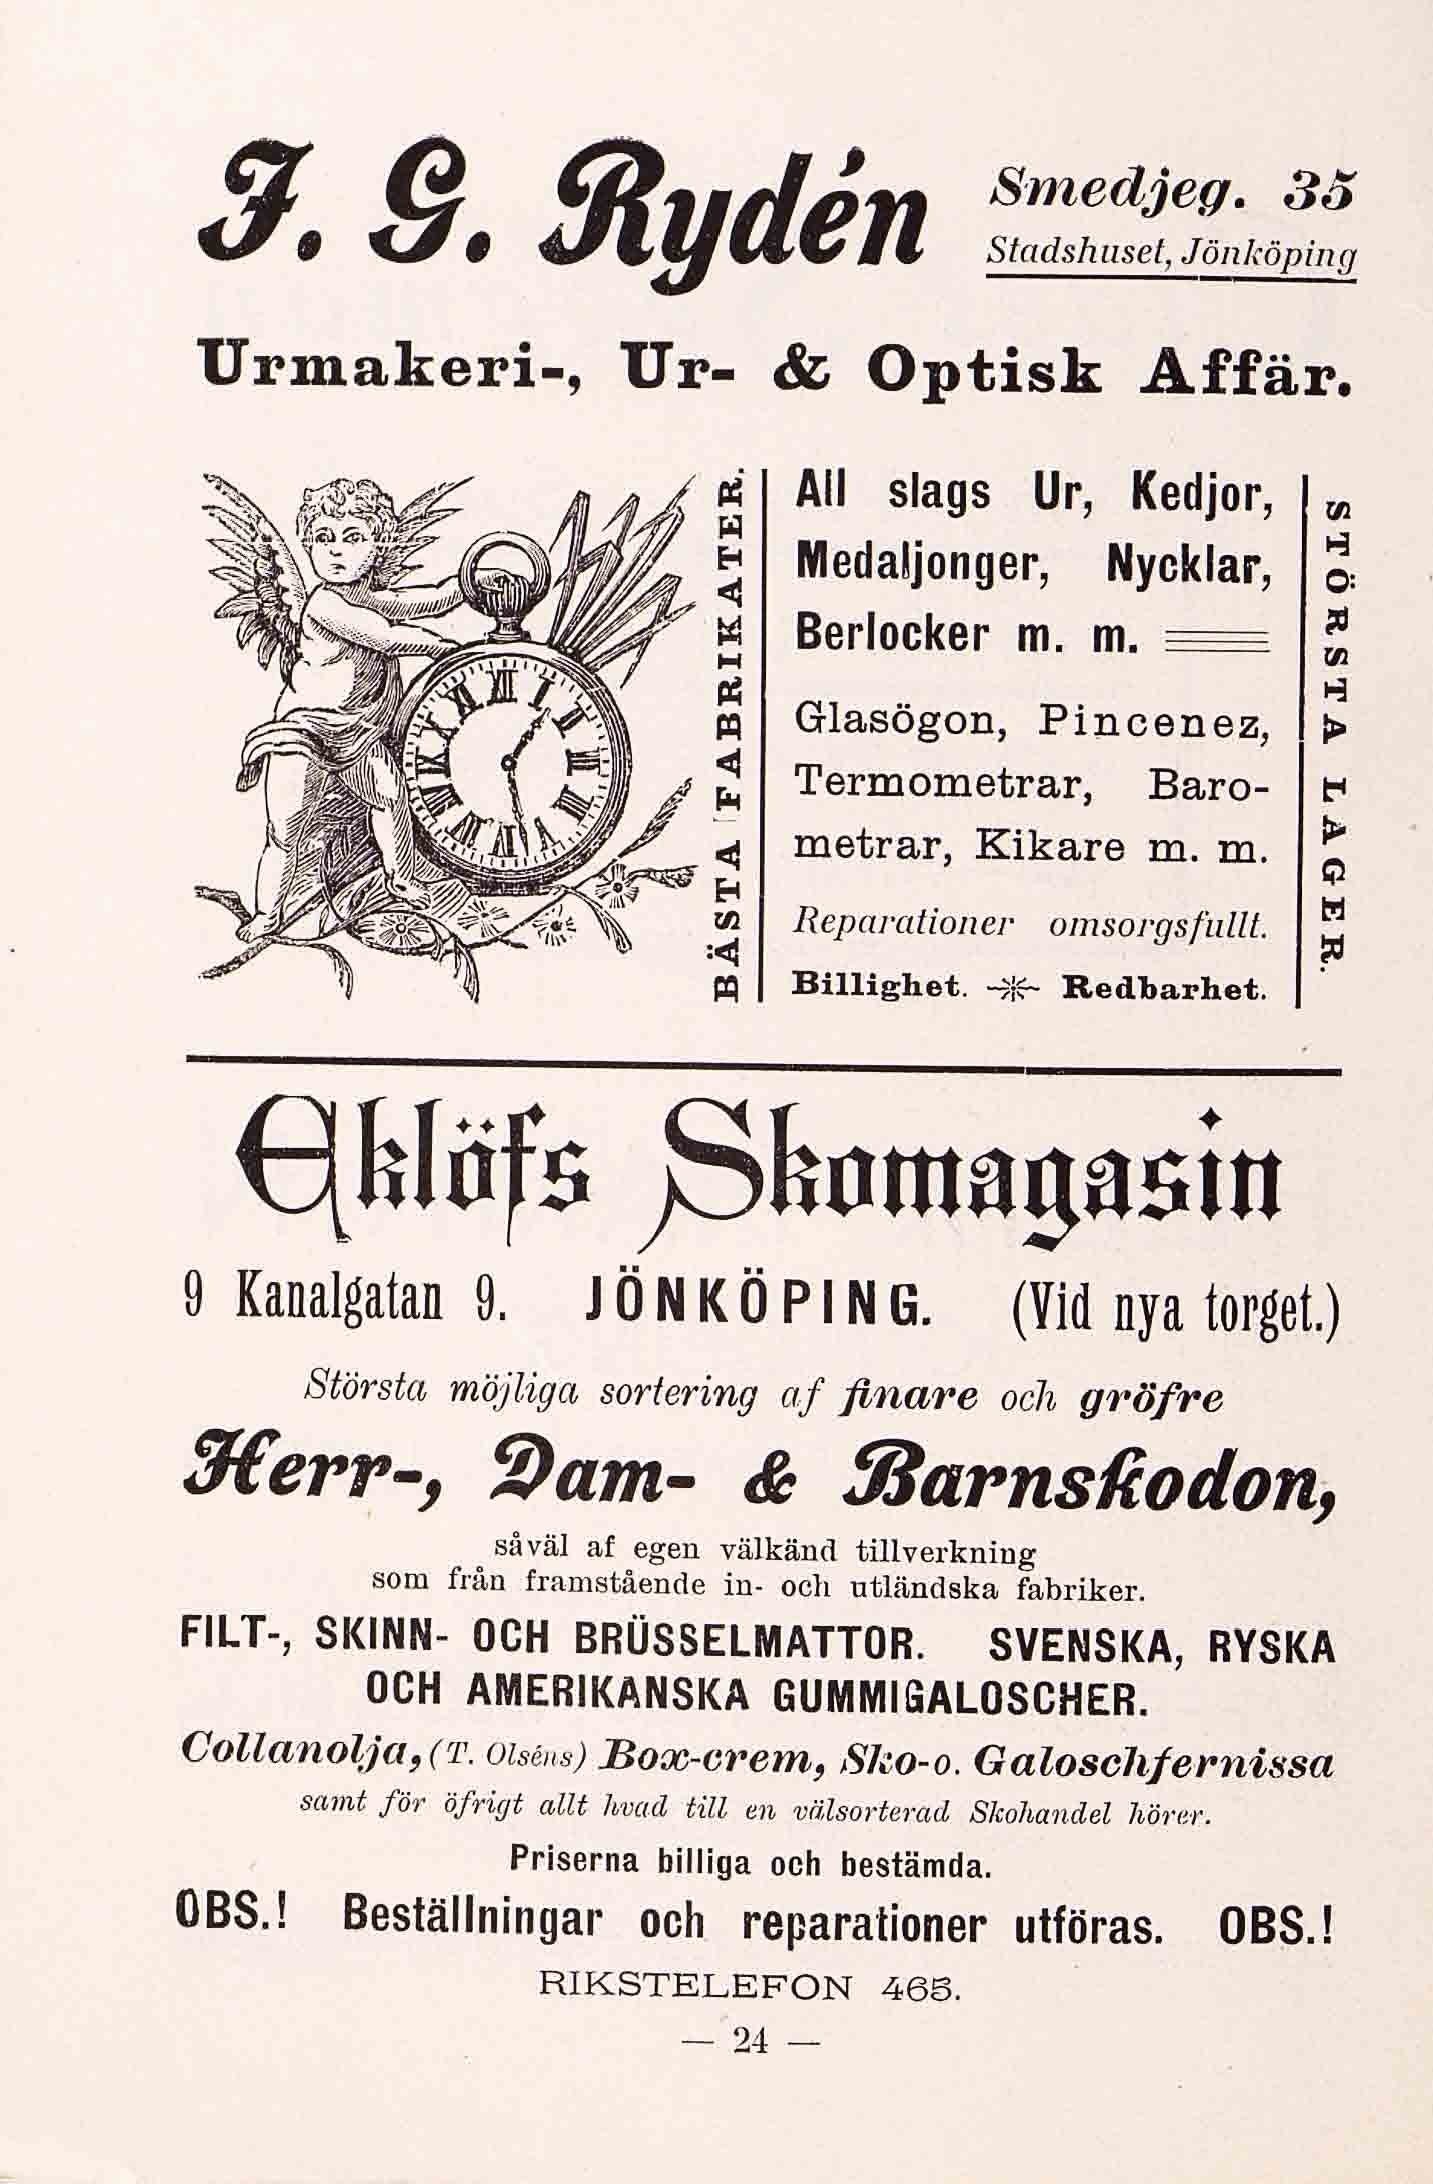 F. G. Rydén
Smedjeg. 35
Stadshuset, Jönköping
Urmakeri-, Ur- & Optisk Affär.
BÄSTA FABRIKATER.
All slags Ur, Kedjor,
Medaljonger, Nycklar,
Berlocker m. m.
Glasögon, Pincenez,
Termometrar, Baro-
metrar, Kikare m. m.
Reparationer omsorgsfullt.
Billighet. Redbarhet.
STÖRSTA LAGER.
Eklöfs Skomagasin
9 Kanalgatan 9. JÖNKÖPING. (Vid nya torget.)
Största möjliga sortering af finare och gröfre
Herr-, Dam- & Barnskodon,
såväl af egen välkänd tillverkning
som från framstående in- och utländska fabriker.
FILT-, SKINN- OCH BRÜSSELMATTOR. SVENSKA, RYSKA
OCH AMERIKANSKA GUMMIGALOSCHER.
Collanolja, (T. Olséns) Box-crem, Sko- o. Galoschfernissa
samt för öfrigt allt hvad till en välsorterad Skohandel hörer.
Priserna billiga och bestämda.
OBS.! Beställningar och reparationer utföras. OBS.!
RIKSTELEFON 465.
— 24 —